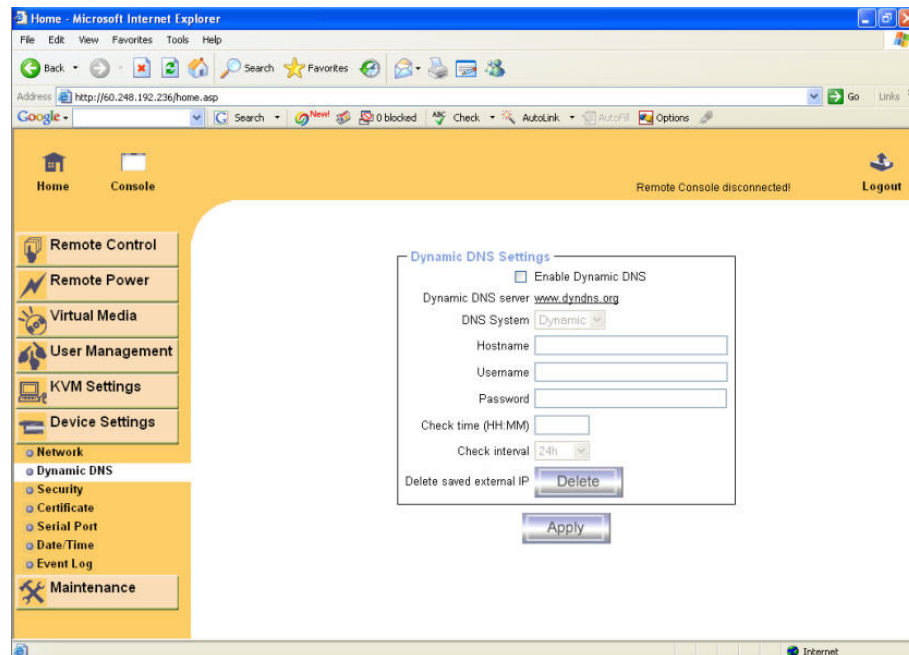 Home - Microsoft Internet Explorer
File Edit View Favorites Tools Help
Back Search Favorites
Address http://60.248.192.236/home.asp Go Links
Google Search New! 0 blocked ABC Check AutoLink AutoFill Options
Home Console Remote Console disconnected! Logout
Remote Control
Remote Power
Virtual Media
User Management
KVM Settings
Device Settings
Network
Dynamic DNS
Security
Certificate
Serial Port
Date/Time
Event Log
Maintenance
Dynamic DNS Settings
Enable Dynamic DNS
Dynamic DNS server www.dyndns.org
DNS System Dynamic
Hostname
Username
Password
Check time (HH:MM)
Check interval 24h
Delete saved external IP Delete
Apply
Internet